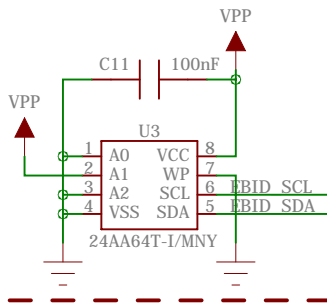 VPP
C11 100nF
VPP
U3
1 A0 VCC 8
2 A1 WP 7
3 A2 SCL 6 EBID_SCL
4 VSS SDA 5 EBID_SDA
24AA64T-I/MNY